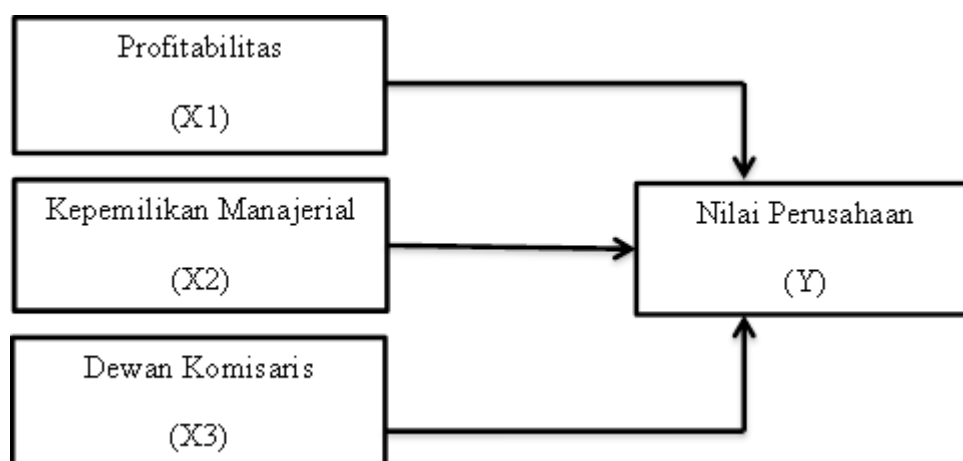 Profitabilitas
(X1)
Kepemilikan Manajerial
(X2)
Nilai Perusahaan
(Y)
Dewan Komisaris
(X3)